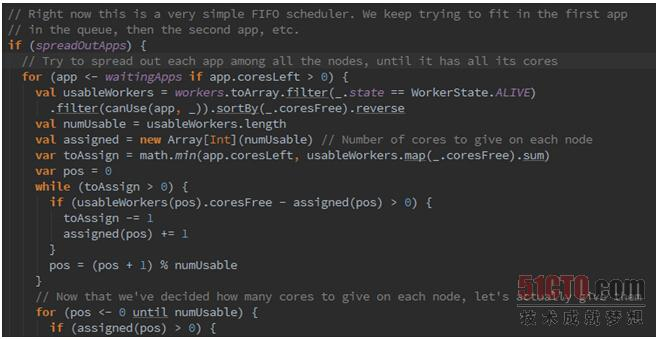 // Right now this is a very simple FIFO scheduler. We keep trying to fit in the first app
// in the queue, then the second app, etc.
if (spreadOutApps) {
  // Try to spread out each app among all the nodes, until it has all its cores
  for (app <- waitingApps if app.coresLeft > 0) {
    val usableWorkers = workers.toArray.filter(_.state == WorkerState.ALIVE)
      .filter(canUse(app, _)).sortBy(_.coresFree).reverse
    val numUsable = usableWorkers.length
    val assigned = new Array[Int](numUsable) // Number of cores to give on each node
    var toAssign = math.min(app.coresLeft, usableWorkers.map(_.coresFree).sum)
    var pos = 0
    while (toAssign > 0) {
      if (usableWorkers(pos).coresFree - assigned(pos) > 0) {
        toAssign -= 1
        assigned(pos) += 1
      }
      pos = (pos + 1) % numUsable
    }
    // Now that we've decided how many cores to give on each node, let's actually give them
    for (pos <- 0 until numUsable) {
      if (assigned(pos) > 0) {
51CTO.com
技术成就梦想